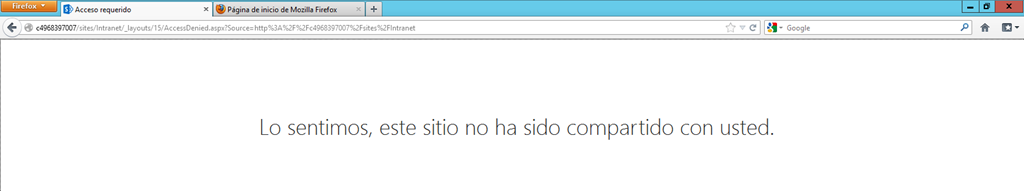 Firefox
Acceso requerido
Página de inicio de Mozilla Firefox
c4968397007/sites/Intranet/_layouts/15/AccessDenied.aspx?Source=http%3A%2F%2Fc4968397007%2Fsites%2FIntranet
Google
Lo sentimos, este sitio no ha sido compartido con usted.